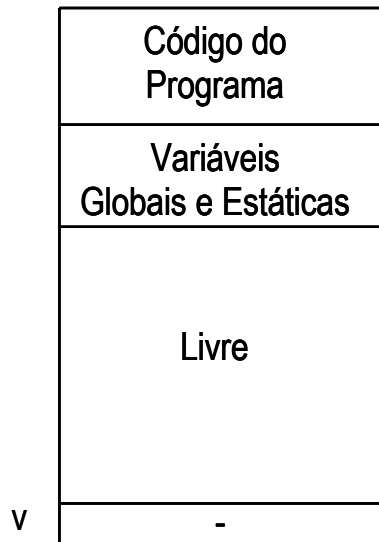 Código do
Programa
Variáveis
Globais e Estáticas
Livre
v -